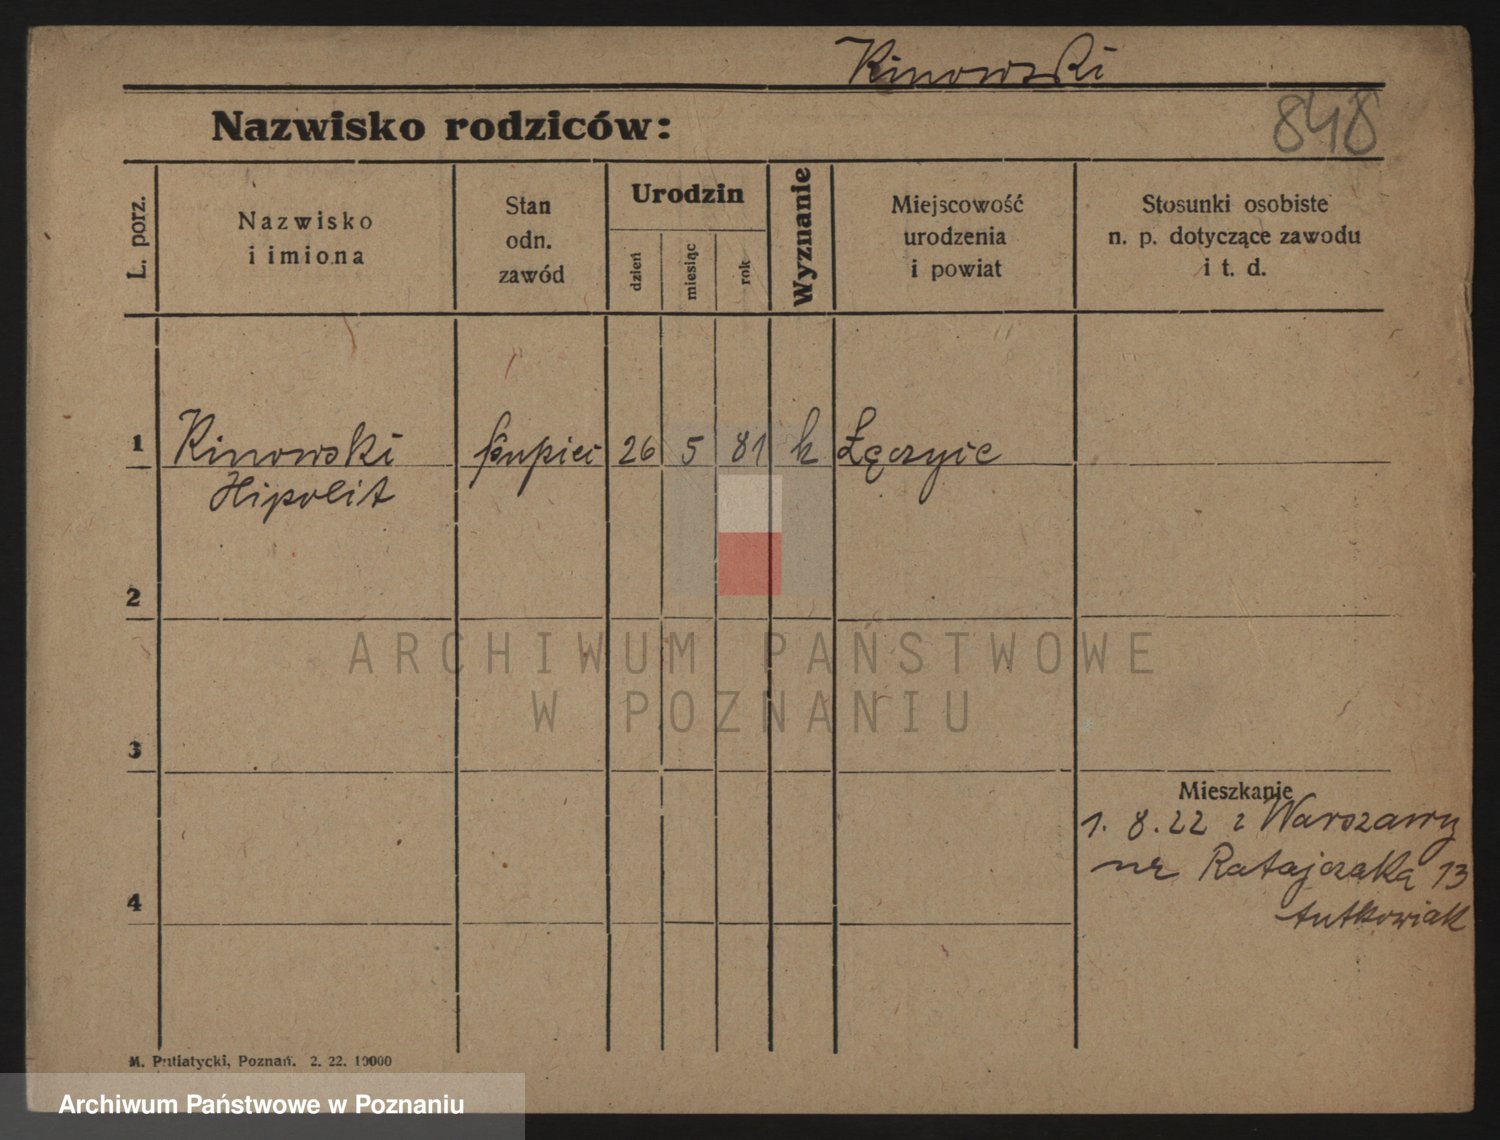 Kinowski
848
Nazwisko rodziców:
L. porz.
Nazwisko
i imiona
Stan
odn.
zawód
Urodzin
dzień
miesiąc
rok
Wyznanie
Miejscowość
urodzenia
i powiat
Stosunki osobiste
n. p. dotyczące zawodu
i t. d.
1 Kinowski kupiec 26 5 81 k Łęczyce
Hipolit
2
3
4
Mieszkanie
1. 8. 22 z Warszawy
Ratajczaka 13
ARCHIWUM PAŃSTWOWE
W POZNANIU
M. Putiatycki, Poznań. 2. 22. 10000
Archiwum Państwowe w Poznaniu